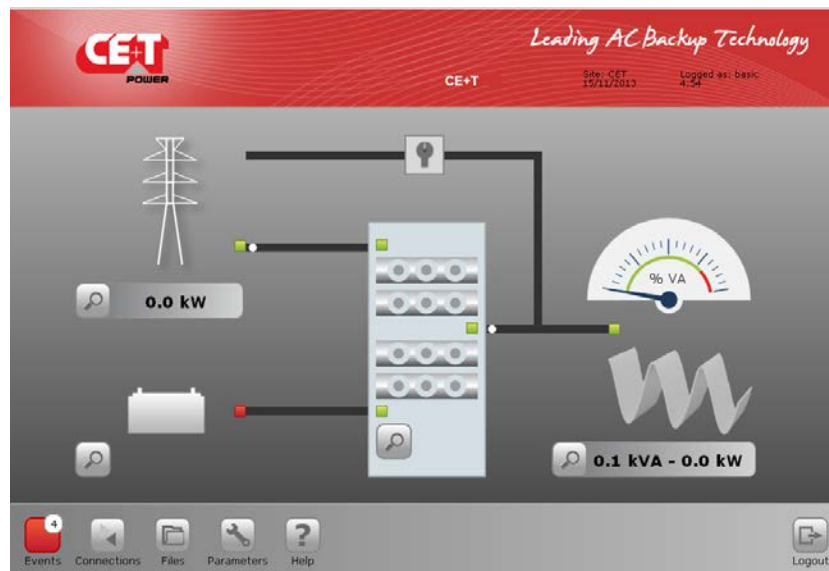 CE+T
POWER
Leading AC Backup Technology
CE+T
Site: CET
15/11/2013
Logged as: basic
4:54
% VA
0.0 kW
0.1 kVA - 0.0 kW
4
Events
Connections
Files
Parameters
?
Help
Logout